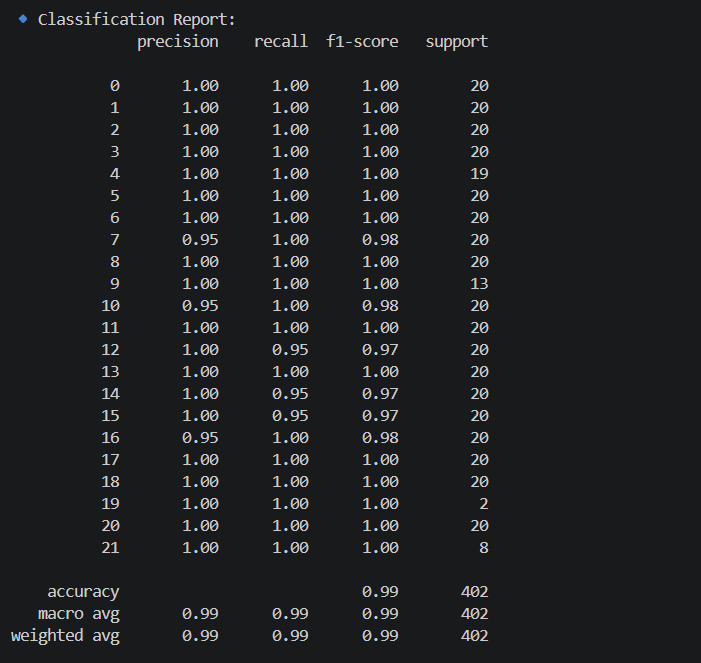 🔹 Classification Report:
precision recall f1-score support
0 1.00 1.00 1.00 20
1 1.00 1.00 1.00 20
2 1.00 1.00 1.00 20
3 1.00 1.00 1.00 20
4 1.00 1.00 1.00 19
5 1.00 1.00 1.00 20
6 1.00 1.00 1.00 20
7 0.95 1.00 0.98 20
8 1.00 1.00 1.00 20
9 1.00 1.00 1.00 13
10 0.95 1.00 0.98 20
11 1.00 1.00 1.00 20
12 1.00 0.95 0.97 20
13 1.00 1.00 1.00 20
14 1.00 0.95 0.97 20
15 1.00 0.95 0.97 20
16 0.95 1.00 0.98 20
17 1.00 1.00 1.00 20
18 1.00 1.00 1.00 20
19 1.00 1.00 1.00 2
20 1.00 1.00 1.00 20
21 1.00 1.00 1.00 8
accuracy 0.99 402
macro avg 0.99 0.99 0.99 402
weighted avg 0.99 0.99 0.99 402